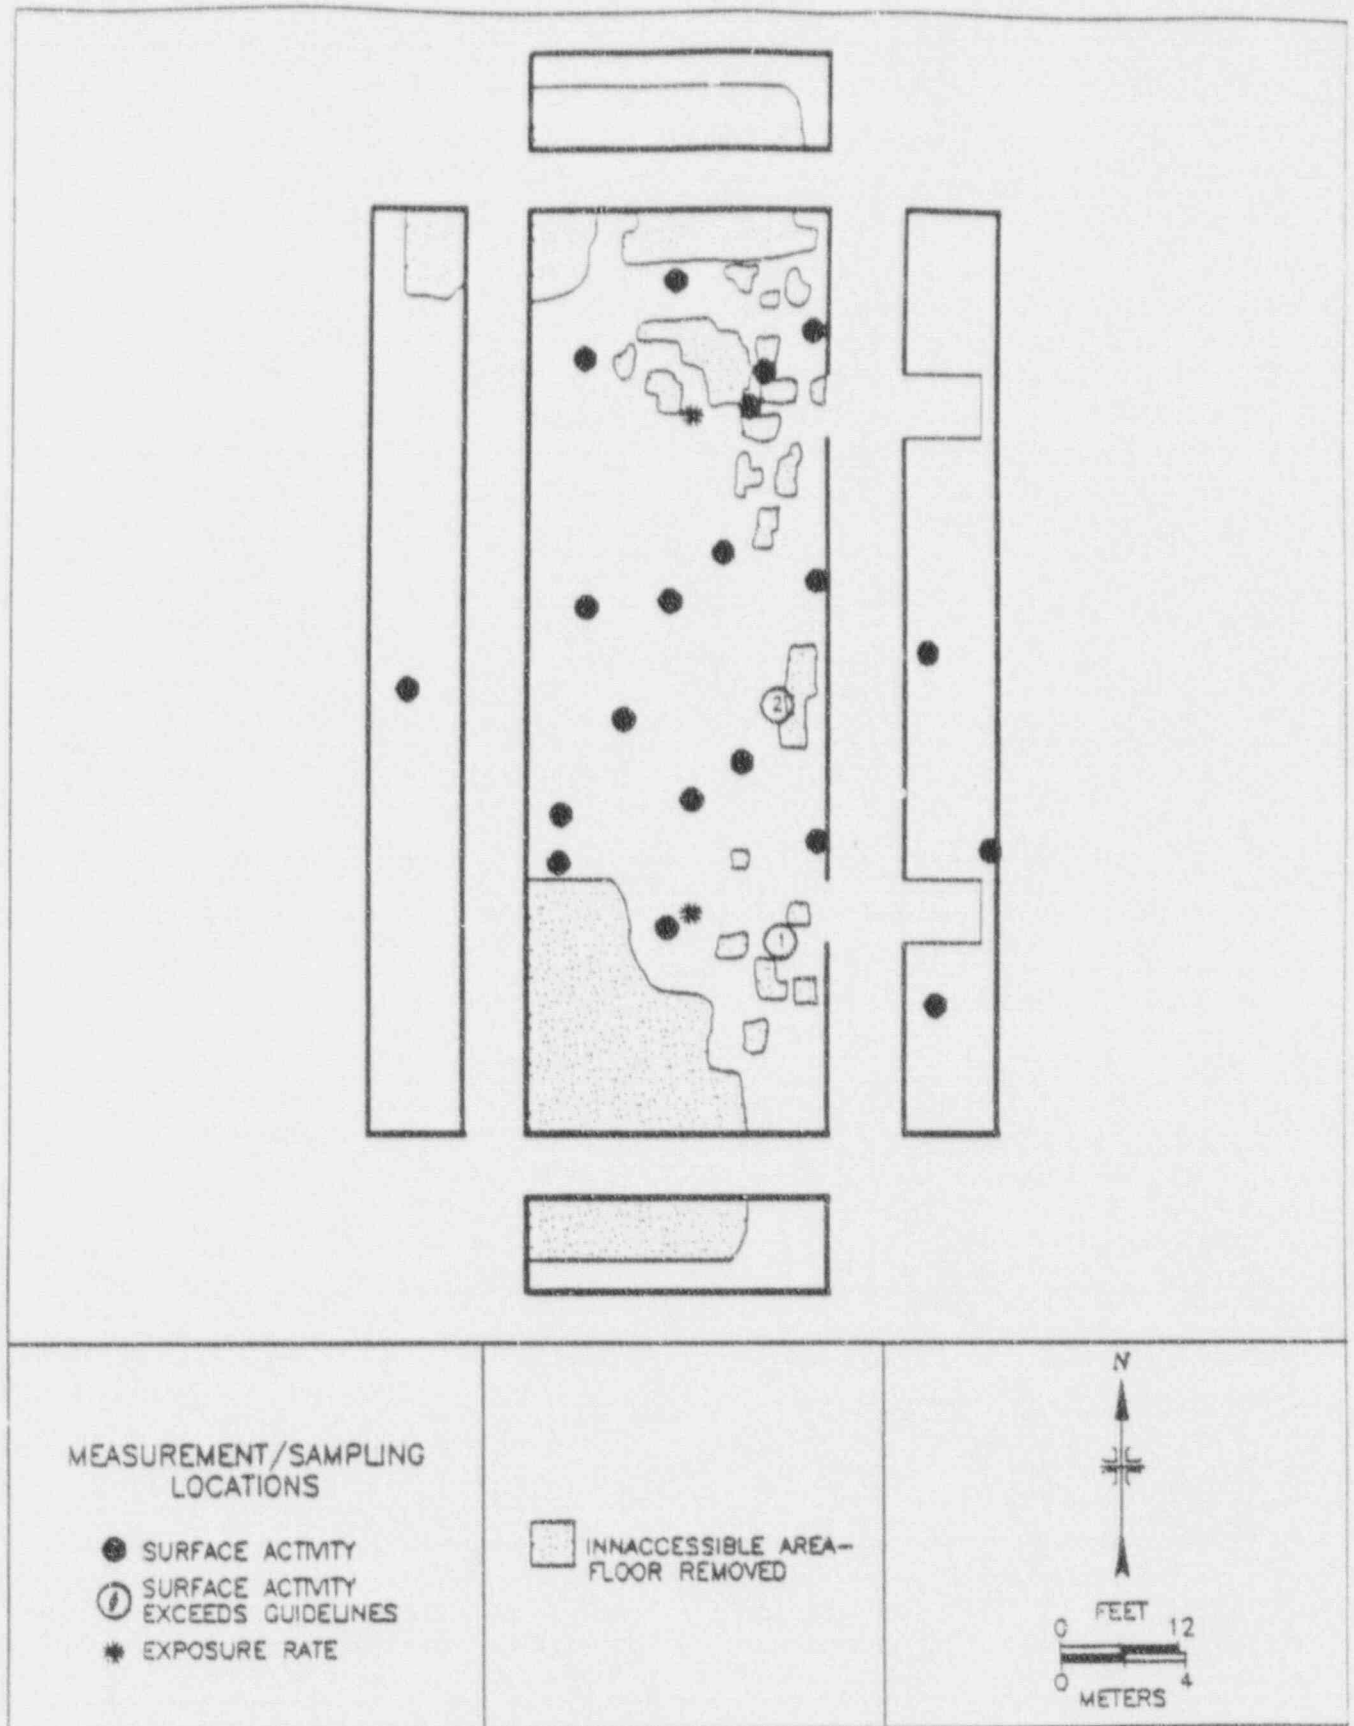 2
1
MEASUREMENT/SAMPLING
LOCATIONS
SURFACE ACTIVITY
SURFACE ACTIVITY
EXCEEDS GUIDELINES
EXPOSURE RATE
INNACCESSIBLE AREA-
FLOOR REMOVED
N
FEET
0 12
0 4
METERS